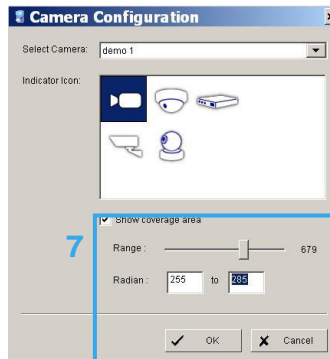 Camera Configuration
Select Camera: demo 1
Indicator Icon:
Show coverage area
7
Range : 679
Radian : 255 to 285
OK Cancel